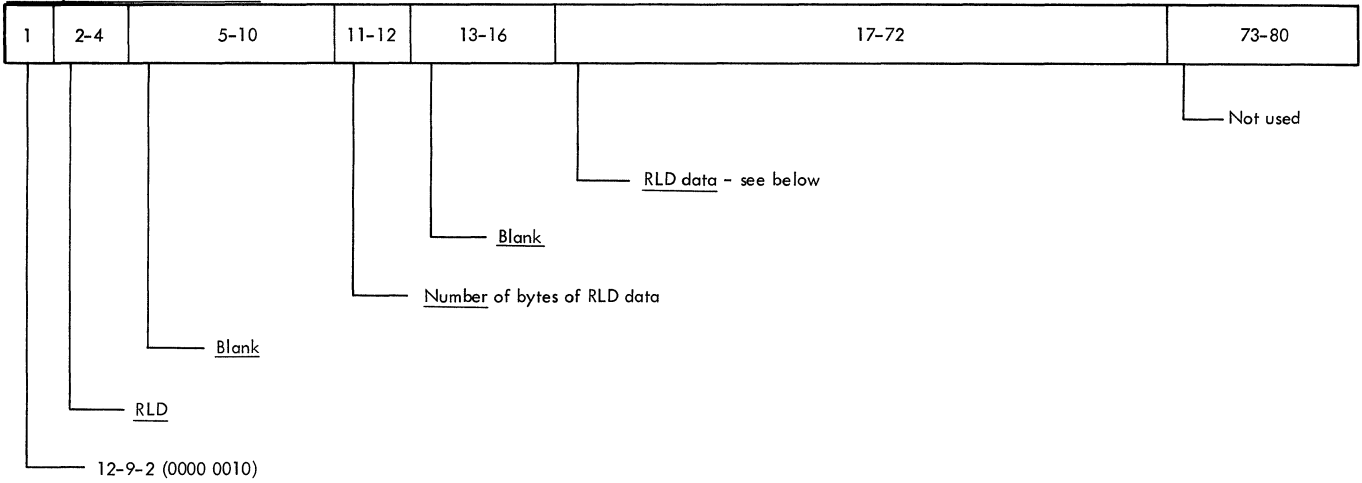 1 2-4 5-10 11-12 13-16 17-72 73-80
Not used
RLD data - see below
Blank
Number of bytes of RLD data
Blank
RLD
12-9-2 (0000 0010)